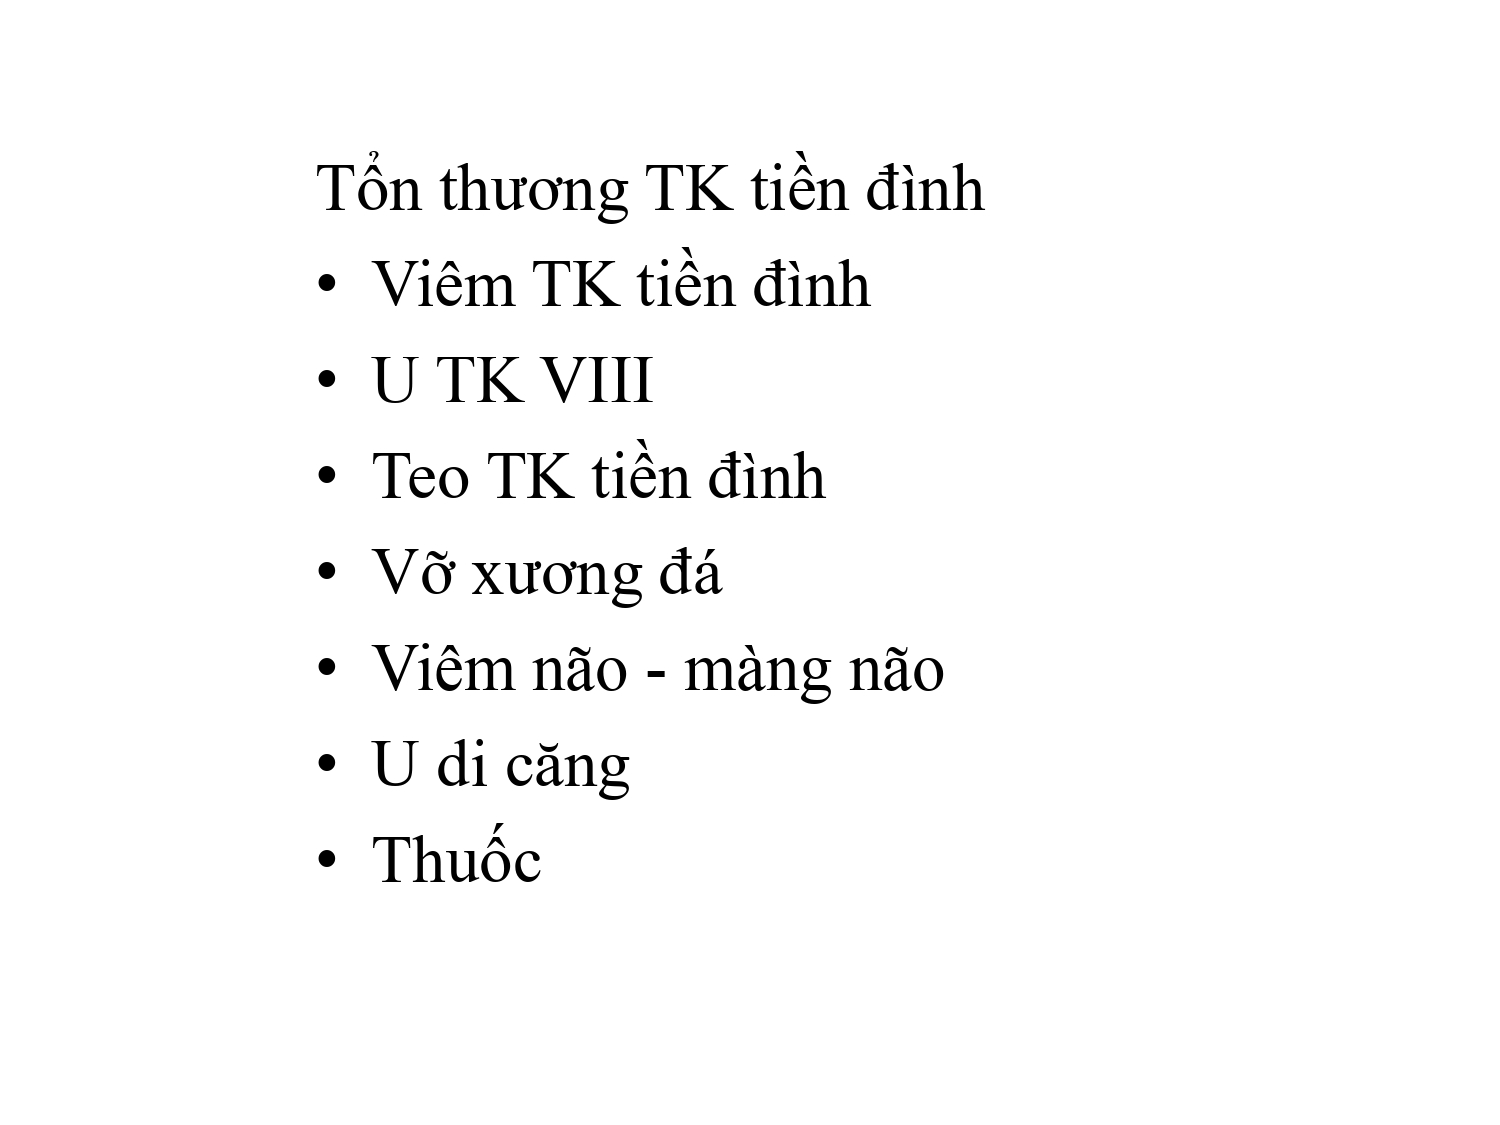 Tổn thương TK tiền đình
• Viêm TK tiền đình
• U TK VIII
• Teo TK tiền đình
• Vỡ xương đá
• Viêm não - màng não
• U di căng
• Thuốc